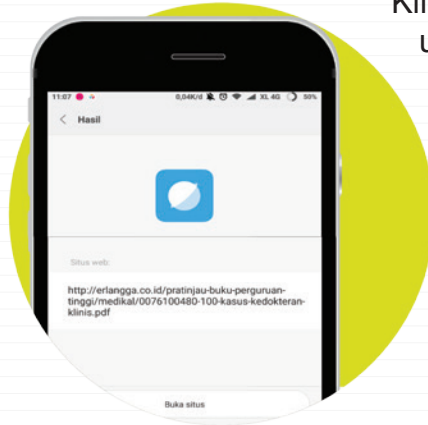 Kli
u
11:07 0,04K/d XL 4G 50%
< Hasil
Situs web:
http://erlangga.co.id/pratinjau-buku-perguruan-
tinggi/medikal/0076100480-100-kasus-kedokteran-
klinis.pdf
Buka situs